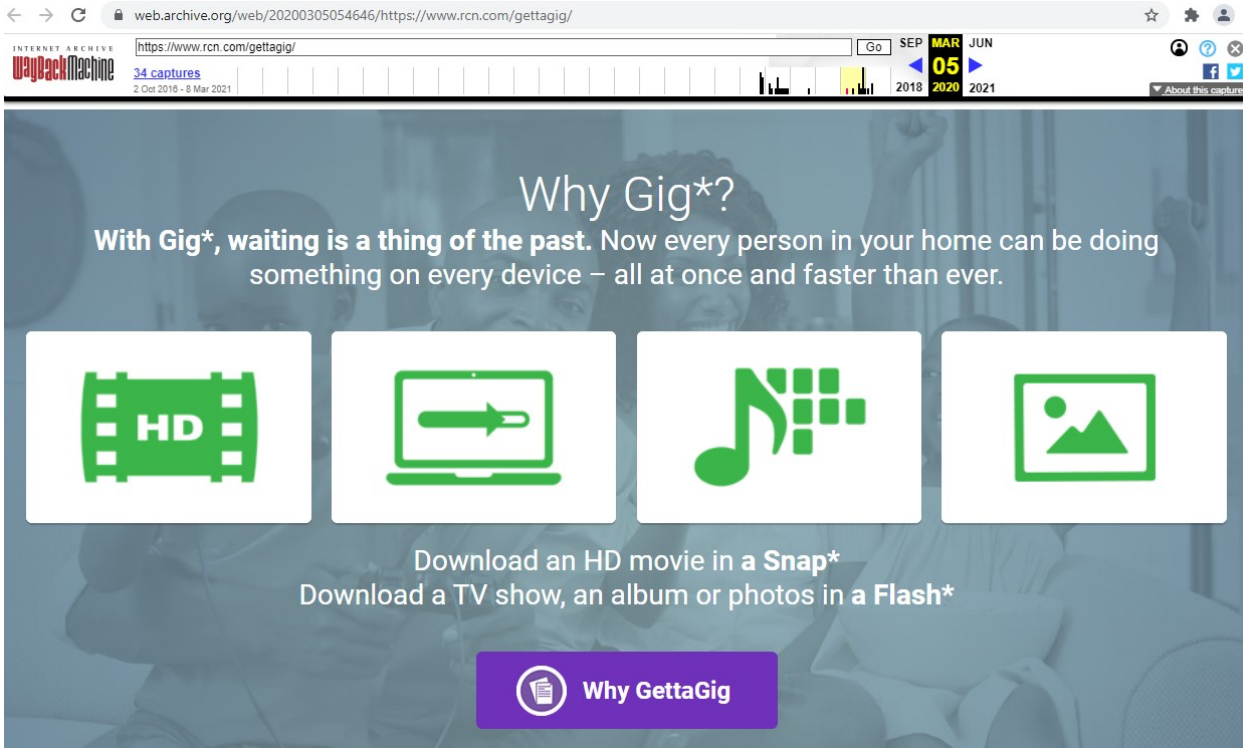 web.archive.org/web/20200305054646/https://www.rcn.com/gettagig/
INTERNET ARCHIVE
WayBackMachine
https://www.rcn.com/gettagig/
Go
SEP MAR JUN
34 captures
05
2 Oct 2016 - 8 Mar 2021
2018 2020 2021
▼ About this capture
Why Gig*?
With Gig*, waiting is a thing of the past. Now every person in your home can be doing
something on every device – all at once and faster than ever.
HD
Download an HD movie in a Snap*
Download a TV show, an album or photos in a Flash*
Why GettaGig